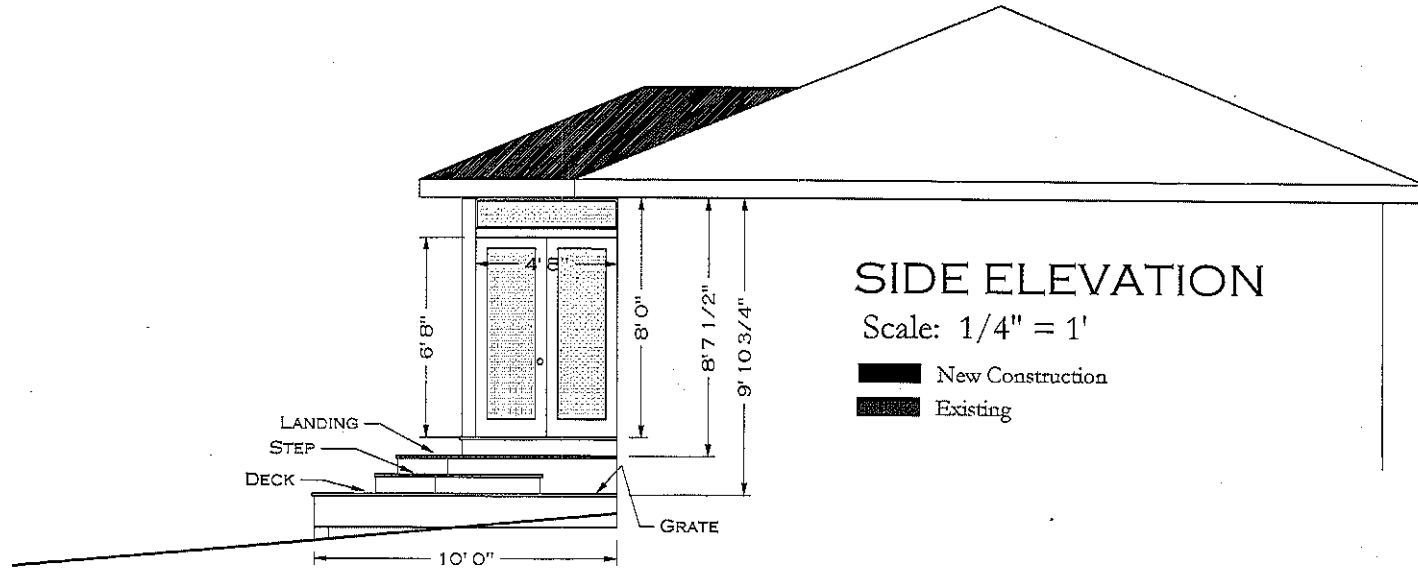 4' 8"
6' 8"
8' 0"
8' 7 1/2"
9' 10 3/4"
SIDE ELEVATION
Scale: 1/4" = 1'
New Construction
Existing
LANDING
STEP
DECK
GRATE
10' 0"